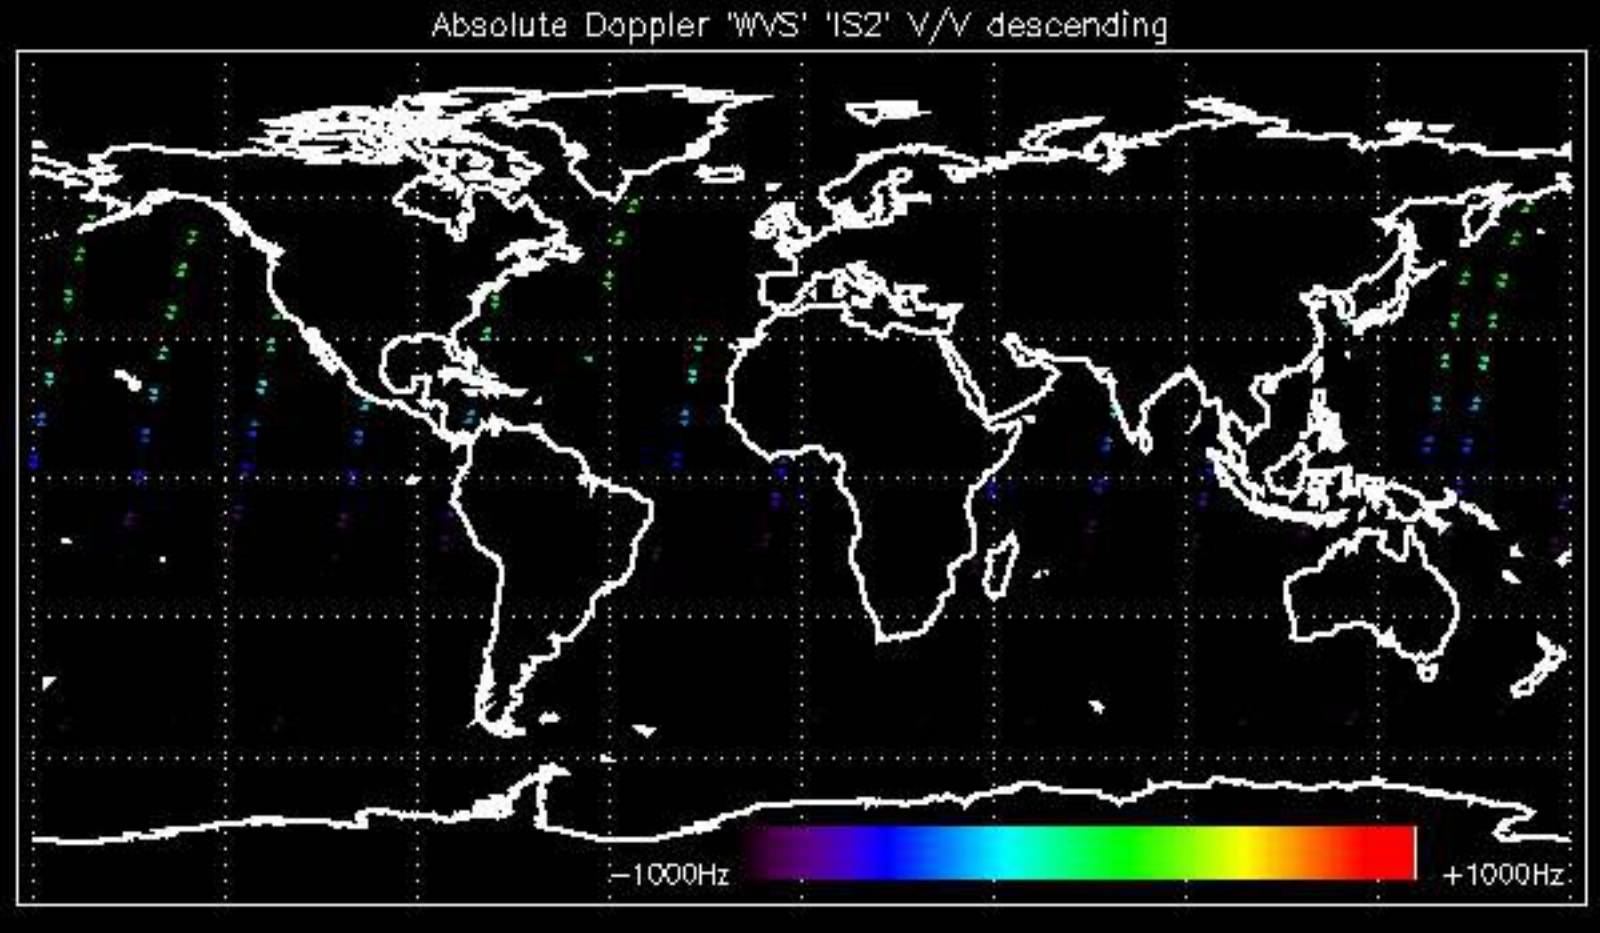 Absolute Doppler 'WVS' 'IS2' V/V descending
−1000Hz +1000Hz